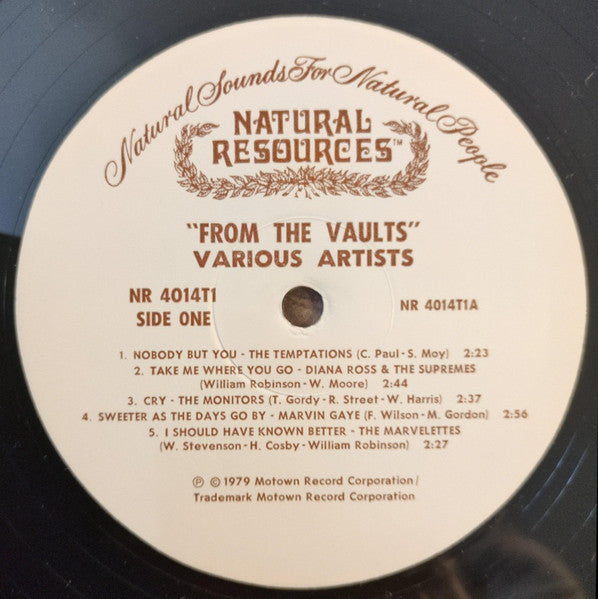 Natural Sounds For Natural People
NATURAL
RESOURCES™
"FROM THE VAULTS"
VARIOUS ARTISTS
NR 4014T1
SIDE ONE
NR 4014T1A
1. NOBODY BUT YOU - THE TEMPTATIONS (C. Paul-S. Moy) 2:23
2. TAKE ME WHERE YOU GO - DIANA ROSS & THE SUPREMES
(William Robinson-W. Moore) 2:44
3. CRY - THE MONITORS (T. Gordy-R. Street-W. Harris) 2:37
4. SWEETER AS THE DAYS GO BY - MARVIN GAYE (F. Wilson-M. Gordon) 2:56
5. I SHOULD HAVE KNOWN BETTER - THE MARVELETTES
(W. Stevenson-H. Cosby-William Robinson) 2:27
℗ © 1979 Motown Record Corporation/
Trademark Motown Record Corporation